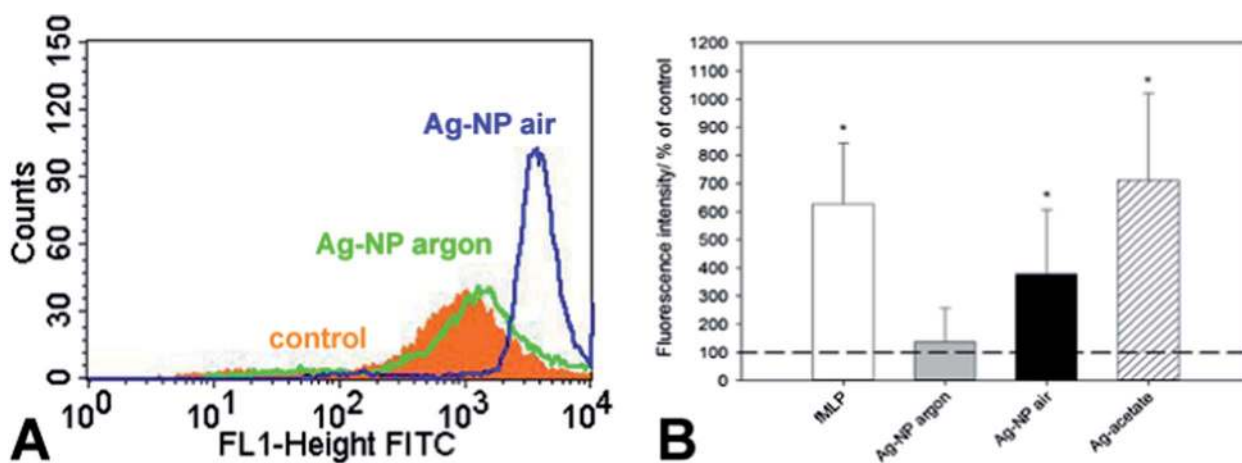 150
120
90
60
30
0
Counts
Ag-NP air
Ag-NP argon
control
10^0 10^1 10^2 10^3 10^4
FL1-Height FITC
A
1200
1100
1000
900
800
700
600
500
400
300
200
100
0
Fluorescence intensity/ % of control
*
*
*
fMLP
Ag-NP argon
Ag-NP air
Ag-acetate
B